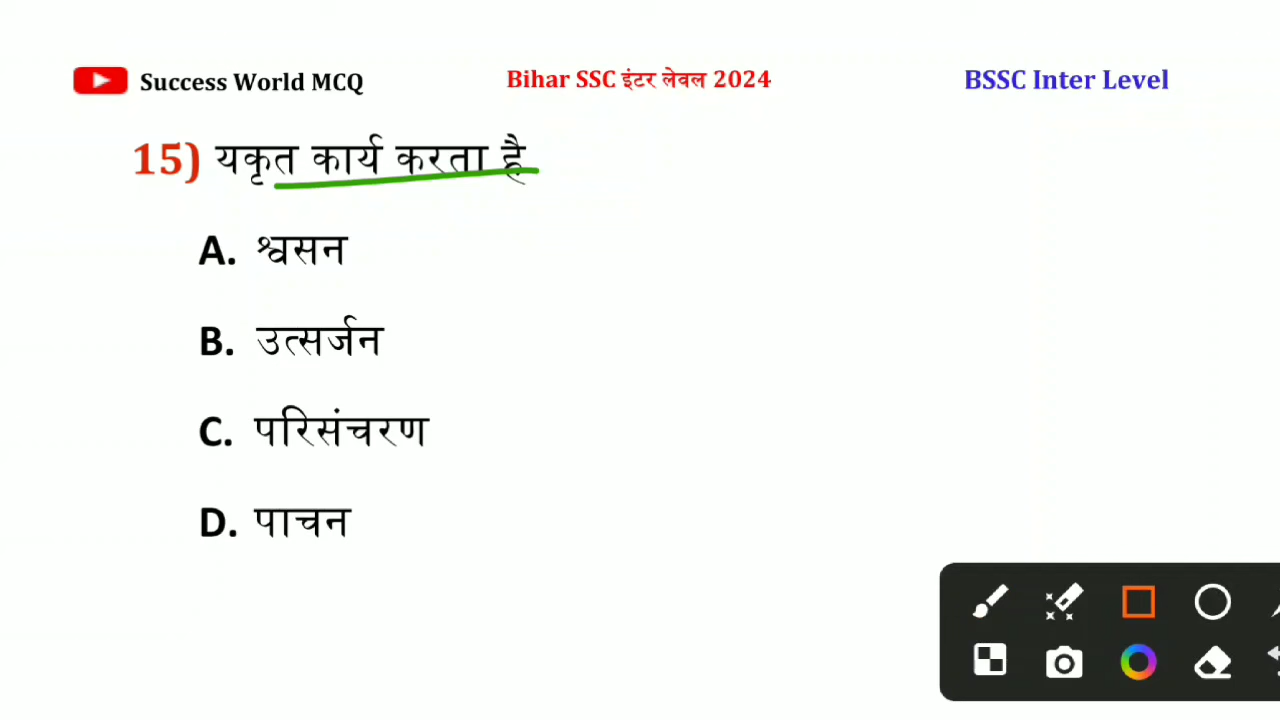 Success World MCQ
Bihar SSC इंटर लेवल 2024
BSSC Inter Level
15) यकृत कार्य करता है
A. श्वसन
B. उत्सर्जन
C. परिसंचरण
D. पाचन